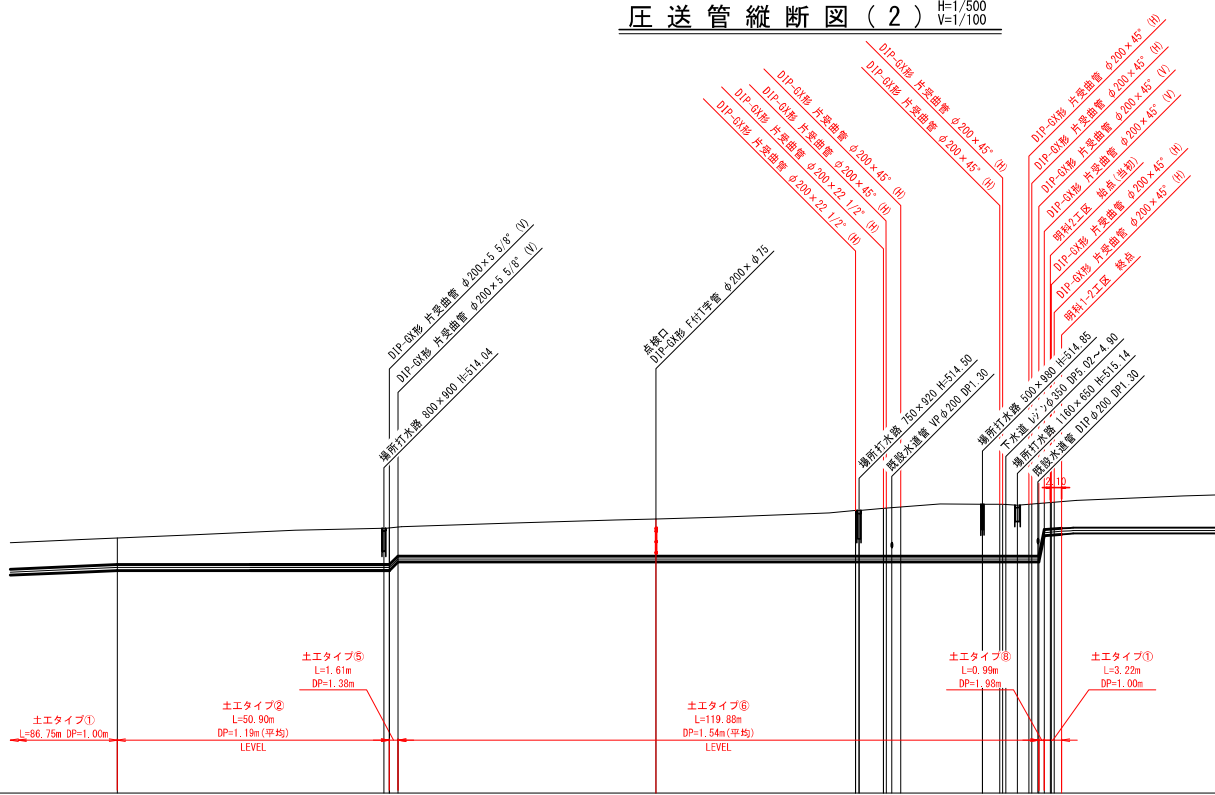 圧送管縦断図(2) H=1/500
V=1/100
DIP-GX形 片受曲管 φ200×5 5/8° (V)
DIP-GX形 片受曲管 φ200×5 5/8° (V)
場所打水路 800×900 H=514.04
点検口
DIP-GX形 F付T字管 φ200×φ75
DIP-GX形 片受曲管 φ200×45° (H)
DIP-GX形 片受曲管 φ200×45° (H)
DIP-GX形 片受曲管 φ200×22 1/2° (H)
DIP-GX形 片受曲管 φ200×22 1/2° (H)
DIP-GX形 片受曲管 φ200×45° (H)
DIP-GX形 片受曲管 φ200×45° (H)
DIP-GX形 片受曲管 φ200×45° (H)
DIP-GX形 片受曲管 φ200×45° (H)
DIP-GX形 片受曲管 φ200×45° (V)
DIP-GX形 片受曲管 φ200×45° (V)
明科2工区 始点(当初)
DIP-GX形 片受曲管 φ200×45° (H)
DIP-GX形 片受曲管 φ200×45° (H)
明科1-2工区 終点
場所打水路 750×920 H=514.50
既設水道管 VPφ200 DP1.30
場所打水路 500×980 H=514.85
下水道 レジンφ350 DP5.02~4.90
場所打水路 1160×650 H=515.14
既設水道管 DIPφ200 DP1.30
2.10
土工タイプ①
L=86.75m DP=1.00m
土工タイプ②
L=50.90m
DP=1.19m(平均)
LEVEL
土工タイプ⑤
L=1.61m
DP=1.38m
土工タイプ⑥
L=119.88m
DP=1.54m(平均)
LEVEL
土工タイプ⑧
L=0.99m
DP=1.98m
土工タイプ①
L=3.22m
DP=1.00m